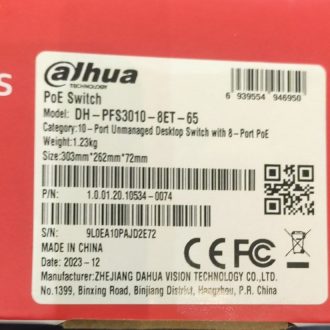 s
alhua
TECHNOLOGY
6 939554 946950
PoE Switch
Model: DH-PFS3010-8ET-65
Category:10-Port Unmanaged Desktop Switch with 8-Port PoE
Weight:1.23kg
Size:303mm*262mm*72mm
P/N: 1.0.01.20.10534-0074
S/N: 9L0EA10PAJD2E72
MADE IN CHINA
Date: 2023-12
CE FC
Manufacturer:ZHEJIANG DAHUA VISION TECHNOLOGY CO.,LTD.
No.1399, Binxing Road, Binjiang District, Hangzhou, P.R. China